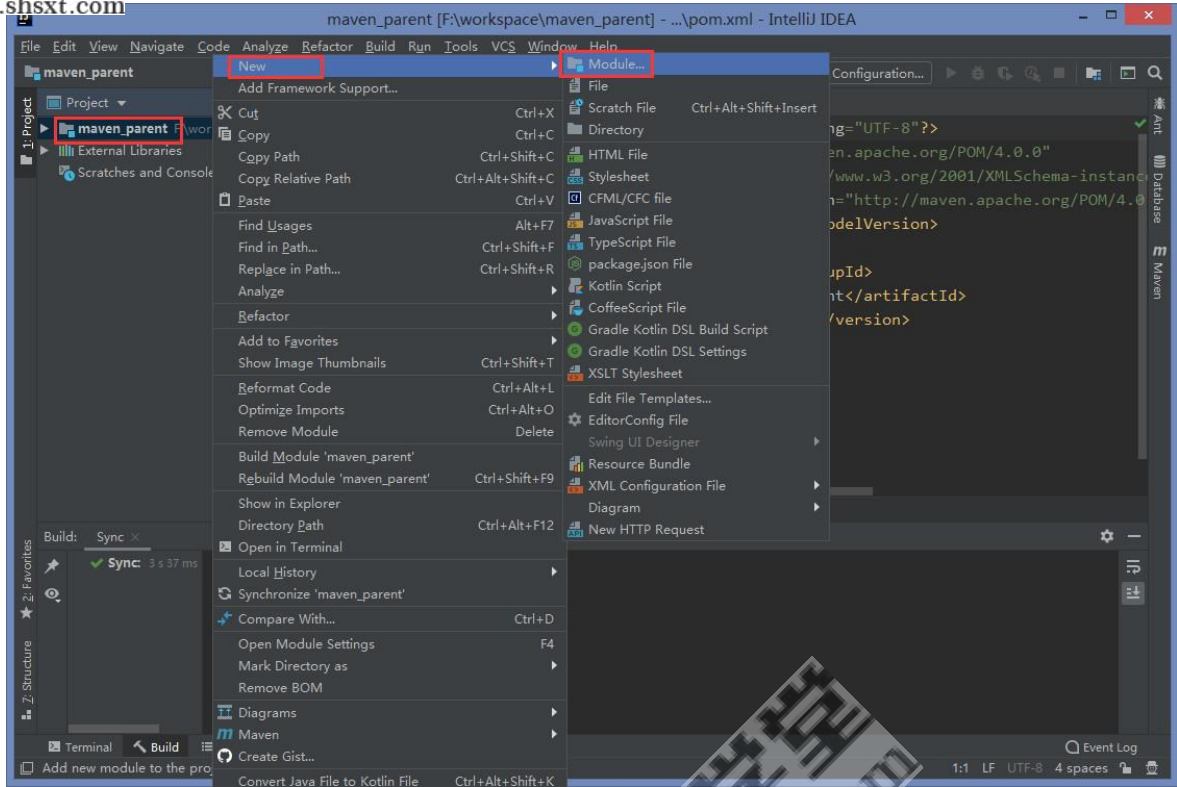 .shsxt.com
maven_parent [F:\workspace\maven_parent] - ...\pom.xml - IntelliJ IDEA
File Edit View Navigate Code Analyze Refactor Build Run Tools VCS Window Help
maven_parent
Configuration...
Project
1: Project
maven_parent F:\wor
External Libraries
Scratches and Console
New
Add Framework Support...
Cut Ctrl+X
Copy Ctrl+C
Copy Path Ctrl+Shift+C
Copy Relative Path Ctrl+Alt+Shift+C
Paste Ctrl+V
Find Usages Alt+F7
Find in Path... Ctrl+Shift+F
Replace in Path... Ctrl+Shift+R
Analyze
Refactor
Add to Favorites
Show Image Thumbnails Ctrl+Shift+T
Reformat Code Ctrl+Alt+L
Optimize Imports Ctrl+Alt+O
Remove Module Delete
Build Module 'maven_parent'
Rebuild Module 'maven_parent' Ctrl+Shift+F9
Show in Explorer
Directory Path Ctrl+Alt+F12
Open in Terminal
Local History
Synchronize 'maven_parent'
Compare With... Ctrl+D
Open Module Settings F4
Mark Directory as
Remove BOM
Diagrams
Maven
Create Gist...
Convert Java File to Kotlin File Ctrl+Alt+Shift+K
Module...
File
Scratch File Ctrl+Alt+Shift+Insert
Directory
HTML File
Stylesheet
CFML/CFC file
JavaScript File
TypeScript File
package.json File
Kotlin Script
CoffeeScript File
Gradle Kotlin DSL Build Script
Gradle Kotlin DSL Settings
XSLT Stylesheet
Edit File Templates...
EditorConfig File
Swing UI Designer
Resource Bundle
XML Configuration File
Diagram
New HTTP Request
ng="UTF-8"?>
en.apache.org/POM/4.0.0"
/www.w3.org/2001/XMLSchema-instanc
n="http://maven.apache.org/POM/4.0
odelVersion>
upId>
nt</artifactId>
/version>
Ant
Database
Maven
Build: Sync
Sync: 3 s 37 ms
2: Favorites
Z: Structure
Terminal Build
Event Log
Add new module to the pro
1:1 LF UTF-8 4 spaces